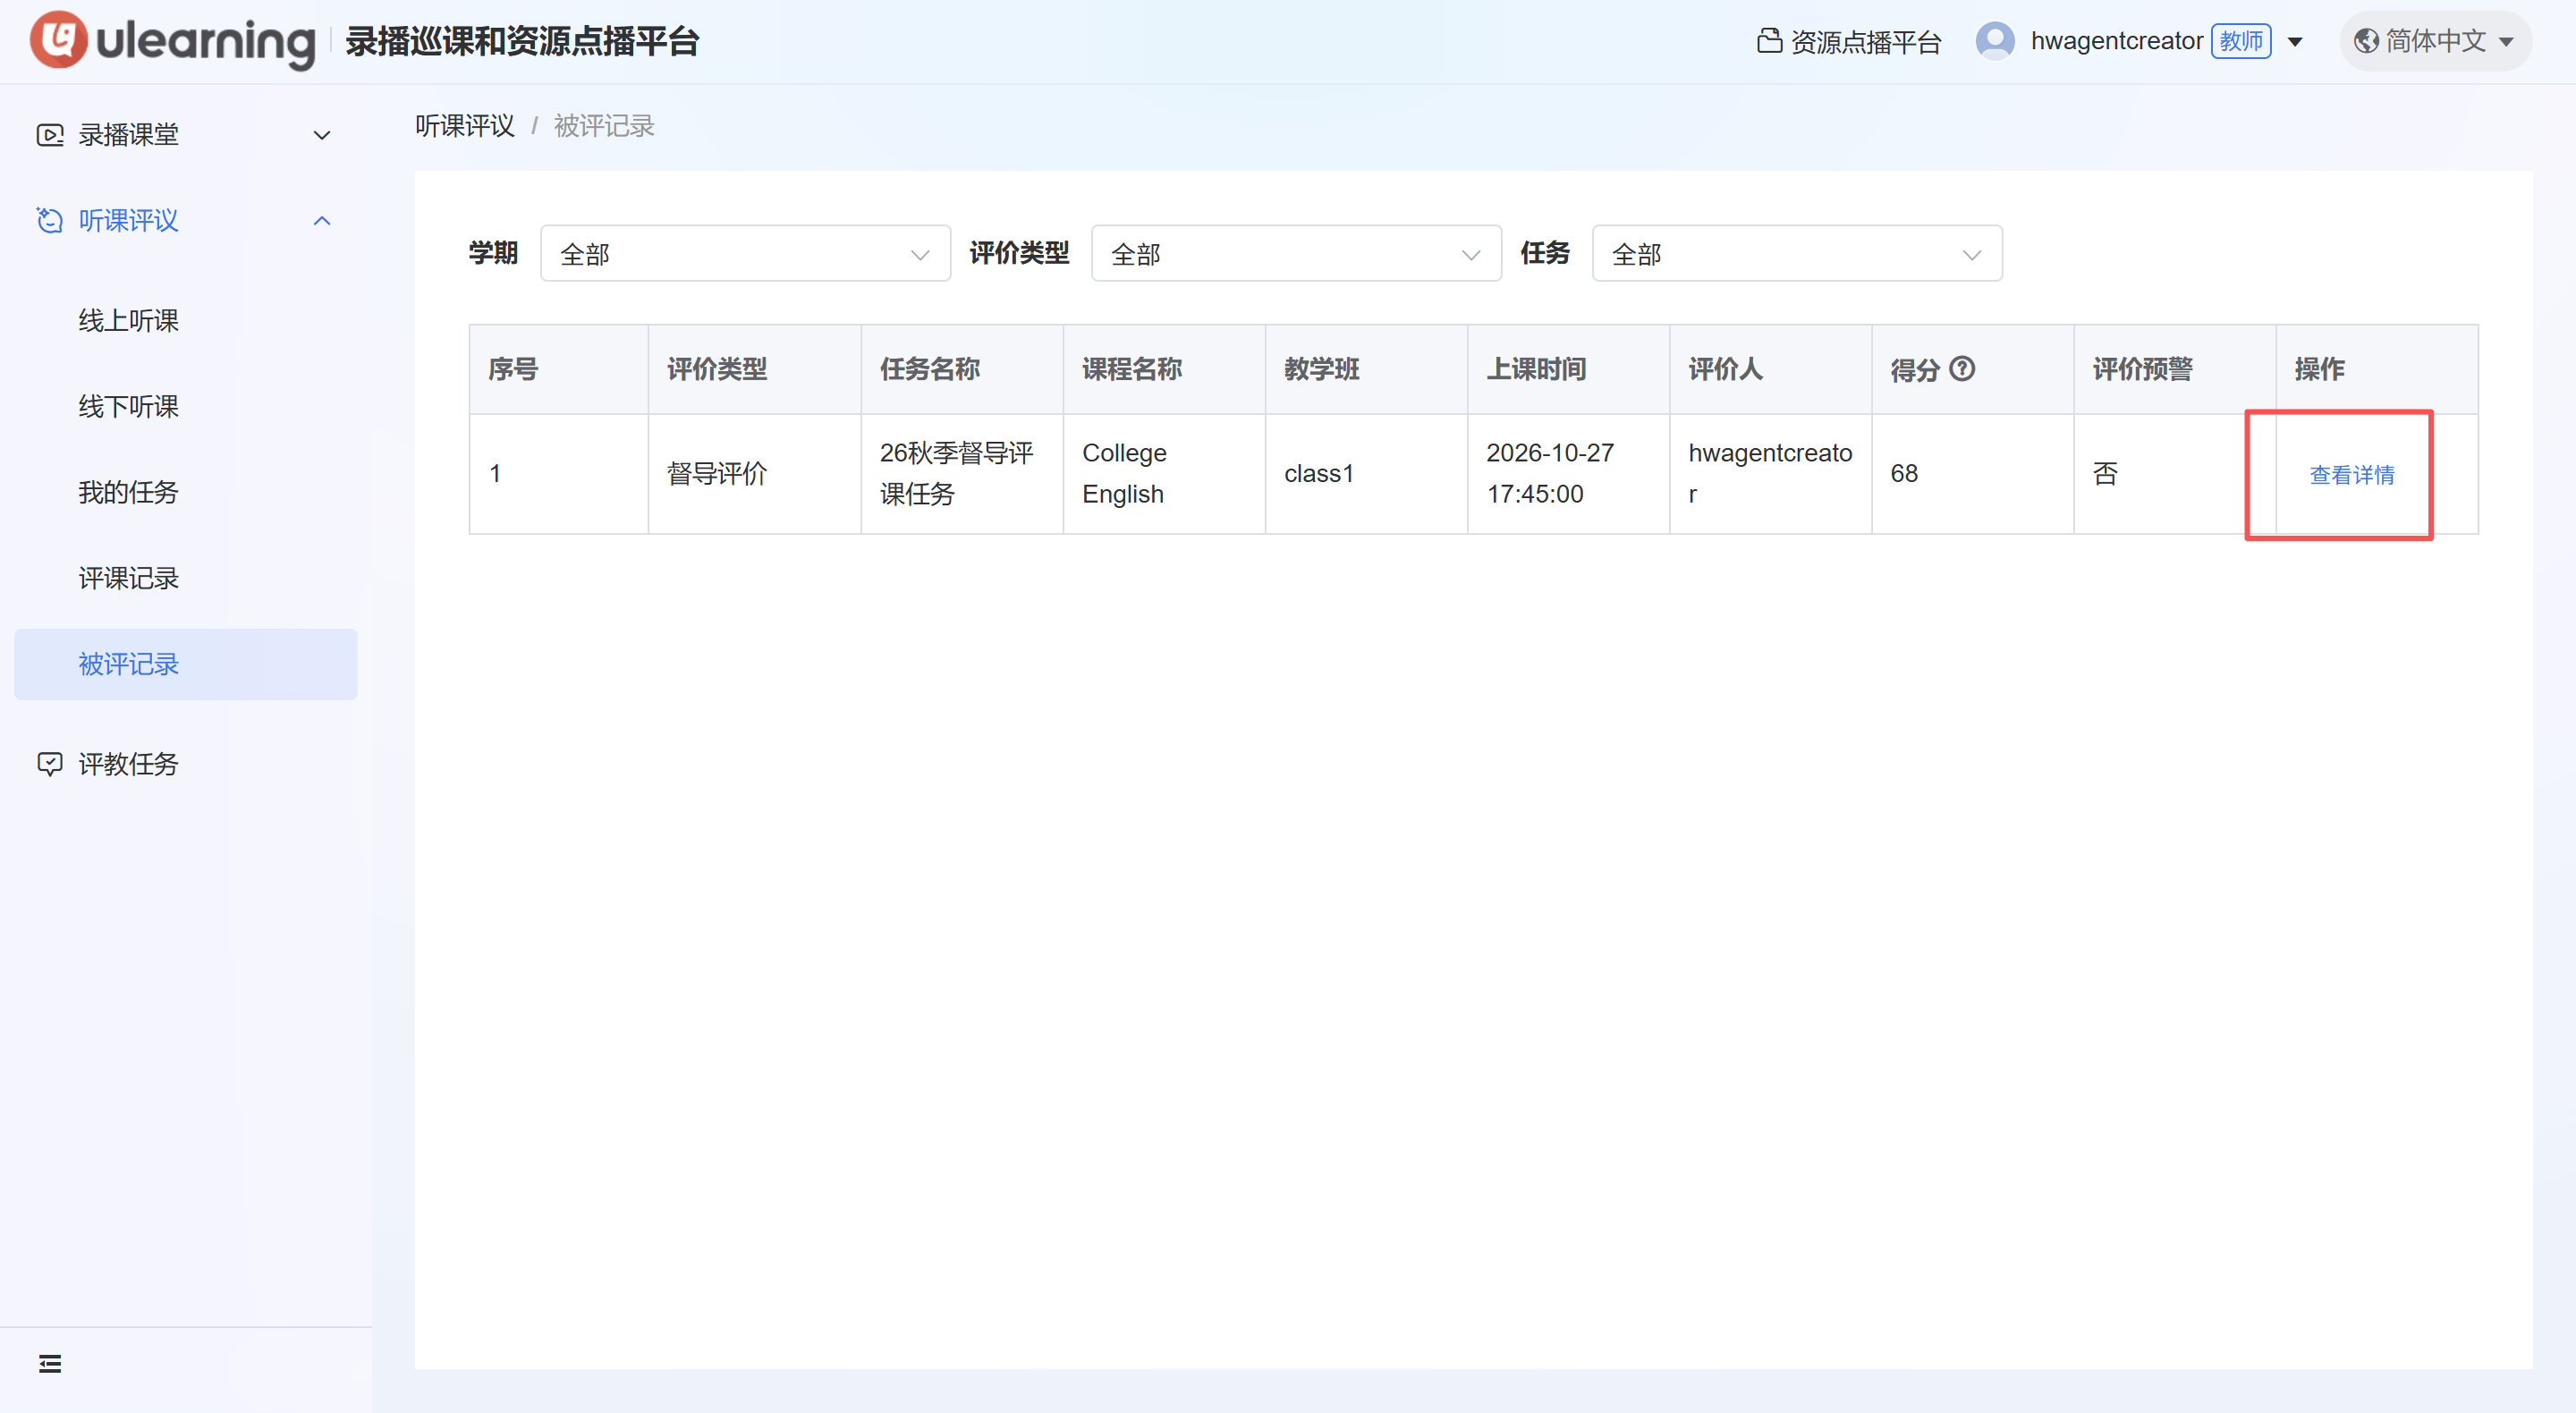 ulearning 录播巡课和资源点播平台 资源点播平台 hwagentcreator 教师 简体中文
录播课堂
听课评议
线上听课
线下听课
我的任务
评课记录
被评记录
评教任务
听课评议 / 被评记录
学期 全部 评价类型 全部 任务 全部
序号 评价类型 任务名称 课程名称 教学班 上课时间 评价人 得分 ? 评价预警 操作
1 督导评价 26秋季督导评课任务 College English class1 2026-10-27 17:45:00 hwagentcreator 68 否 查看详情